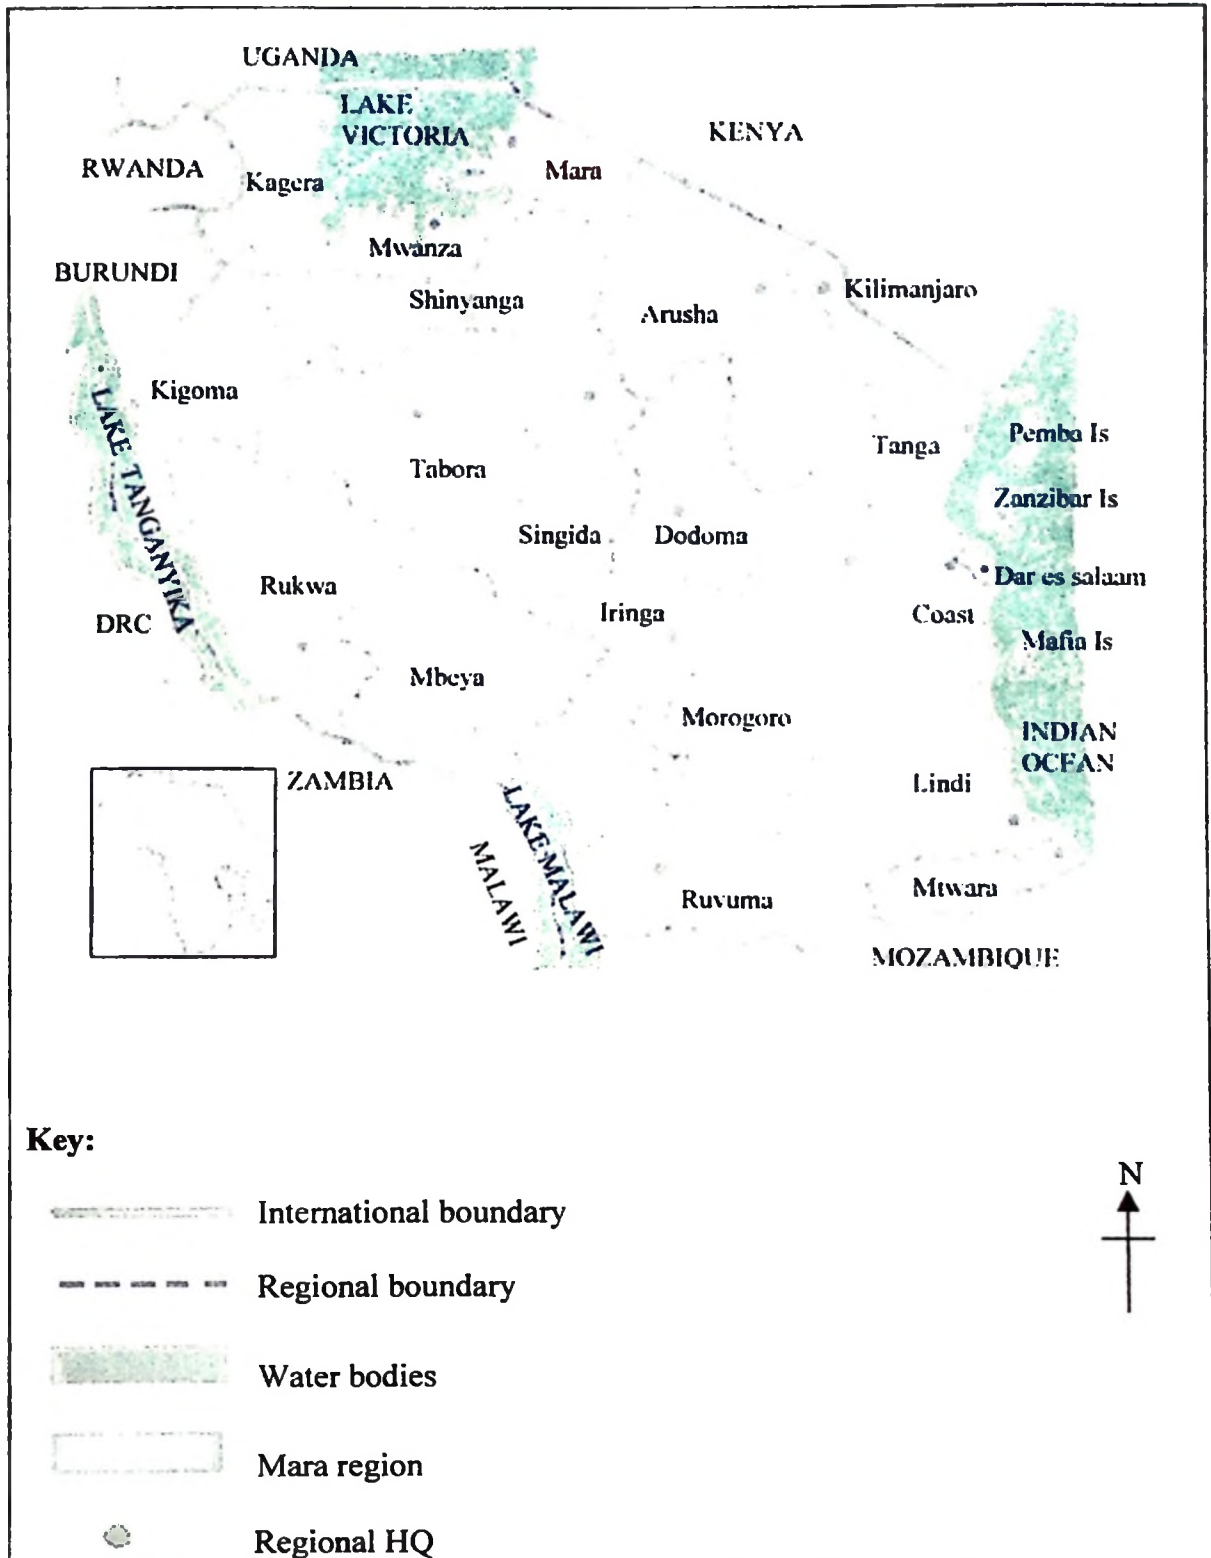 UGANDA
LAKE
VICTORIA
KENYA
RWANDA
Kagera
Mara
Mwanza
BURUNDI
Shinyanga
Arusha
Kilimanjaro
Kigoma
LAKE TANGANYIKA
Tabora
Tanga
Pemba Is
Zanzibar Is
Singida
Dodoma
Dar es salaam
Rukwa
Iringa
Coast
DRC
Mafia Is
Mbeya
Morogoro
INDIAN
OCEAN
ZAMBIA
Lindi
LAKE MALAWI
MALAWI
Ruvuma
Mtwara
MOZAMBIQUE
Key:
N
International boundary
Regional boundary
Water bodies
Mara region
Regional HQ